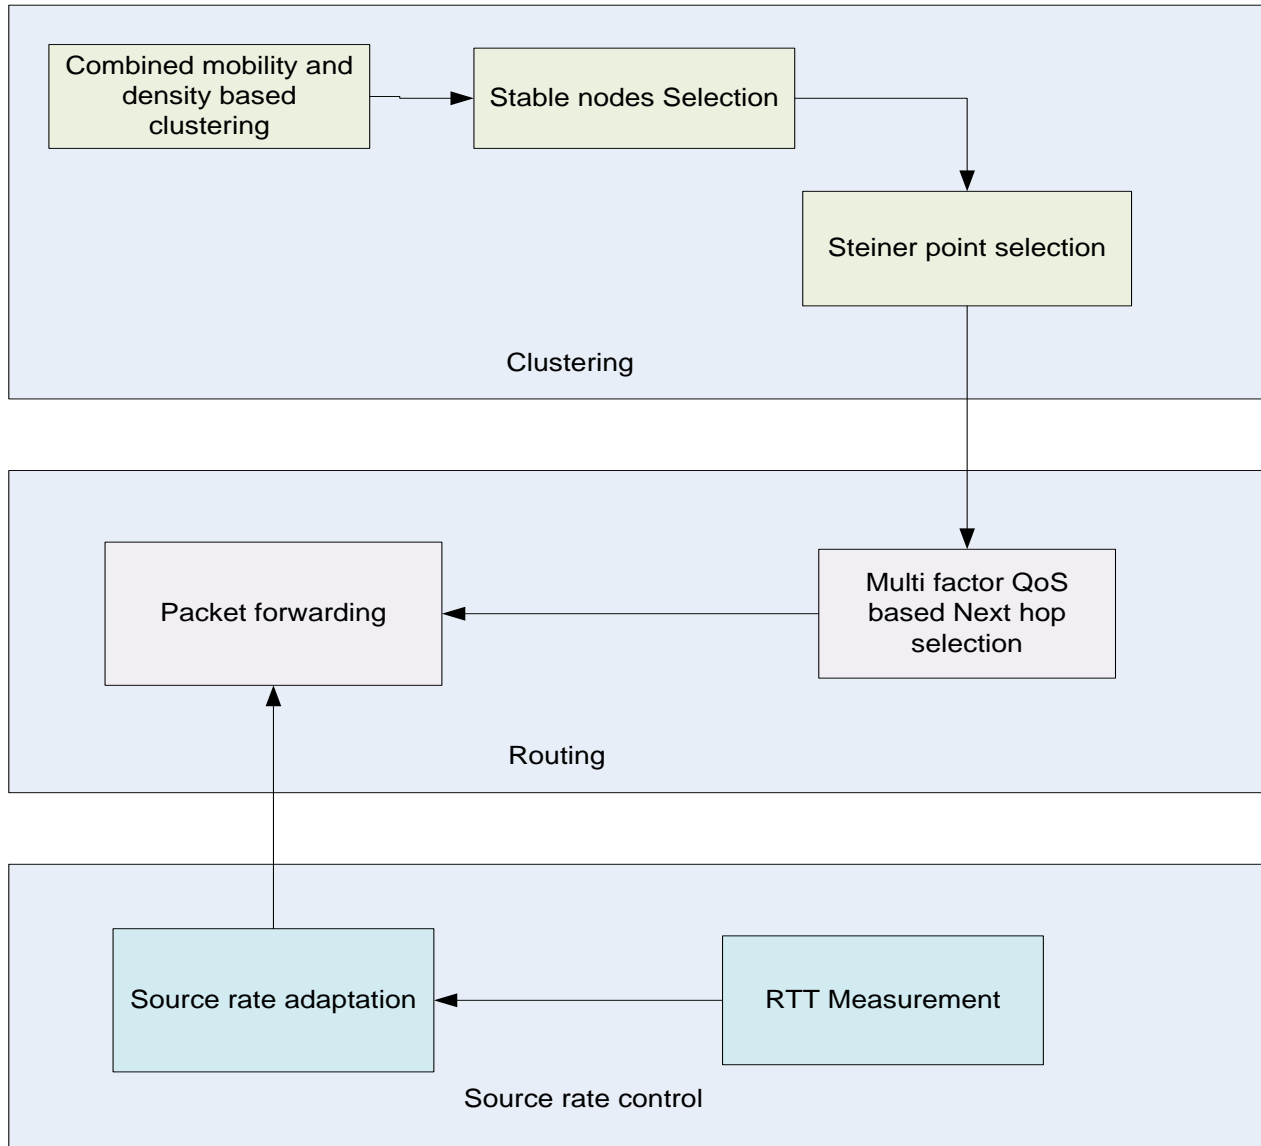 Combined mobility and
density based
clustering
Stable nodes Selection
Steiner point selection
Clustering
Packet forwarding
Multi factor QoS
based Next hop
selection
Routing
Source rate adaptation
RTT Measurement
Source rate control